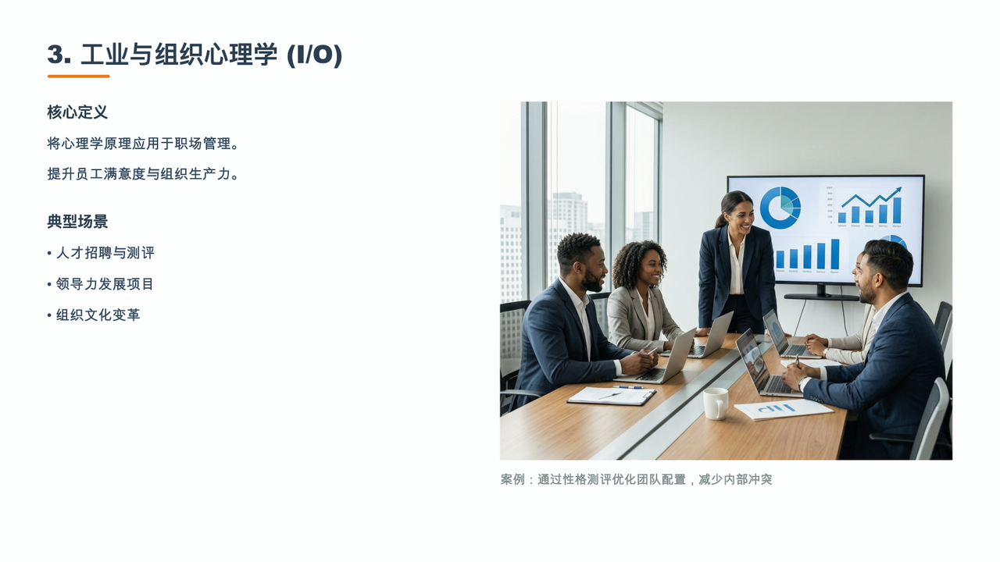 3. 工业与组织心理学 (I/O)
核心定义
将心理学原理应用于职场管理。
提升员工满意度与组织生产力。
典型场景
• 人才招聘与测评
• 领导力发展项目
• 组织文化变革
案例：通过性格测评优化团队配置，减少内部冲突